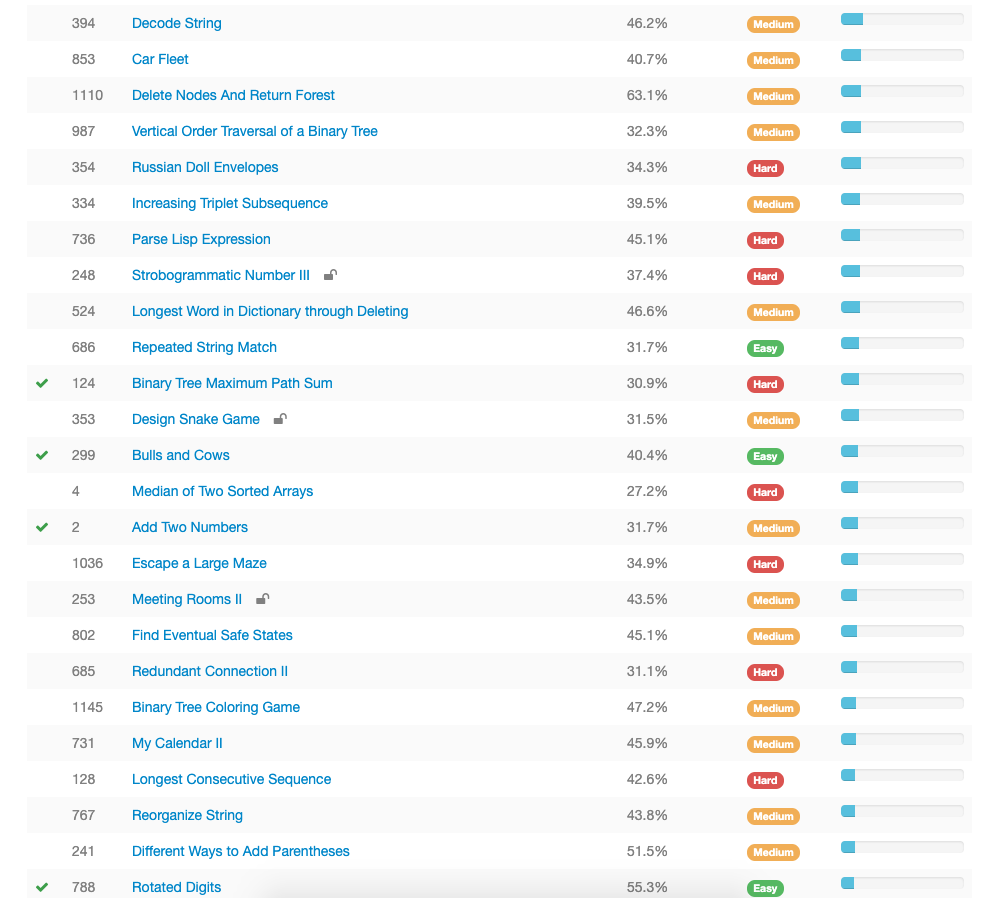 394 Decode String 46.2% Medium
853 Car Fleet 40.7% Medium
1110 Delete Nodes And Return Forest 63.1% Medium
987 Vertical Order Traversal of a Binary Tree 32.3% Medium
354 Russian Doll Envelopes 34.3% Hard
334 Increasing Triplet Subsequence 39.5% Medium
736 Parse Lisp Expression 45.1% Hard
248 Strobogrammatic Number III 37.4% Hard
524 Longest Word in Dictionary through Deleting 46.6% Medium
686 Repeated String Match 31.7% Easy
124 Binary Tree Maximum Path Sum 30.9% Hard
353 Design Snake Game 31.5% Medium
299 Bulls and Cows 40.4% Easy
4 Median of Two Sorted Arrays 27.2% Hard
2 Add Two Numbers 31.7% Medium
1036 Escape a Large Maze 34.9% Hard
253 Meeting Rooms II 43.5% Medium
802 Find Eventual Safe States 45.1% Medium
685 Redundant Connection II 31.1% Hard
1145 Binary Tree Coloring Game 47.2% Medium
731 My Calendar II 45.9% Medium
128 Longest Consecutive Sequence 42.6% Hard
767 Reorganize String 43.8% Medium
241 Different Ways to Add Parentheses 51.5% Medium
788 Rotated Digits 55.3% Easy